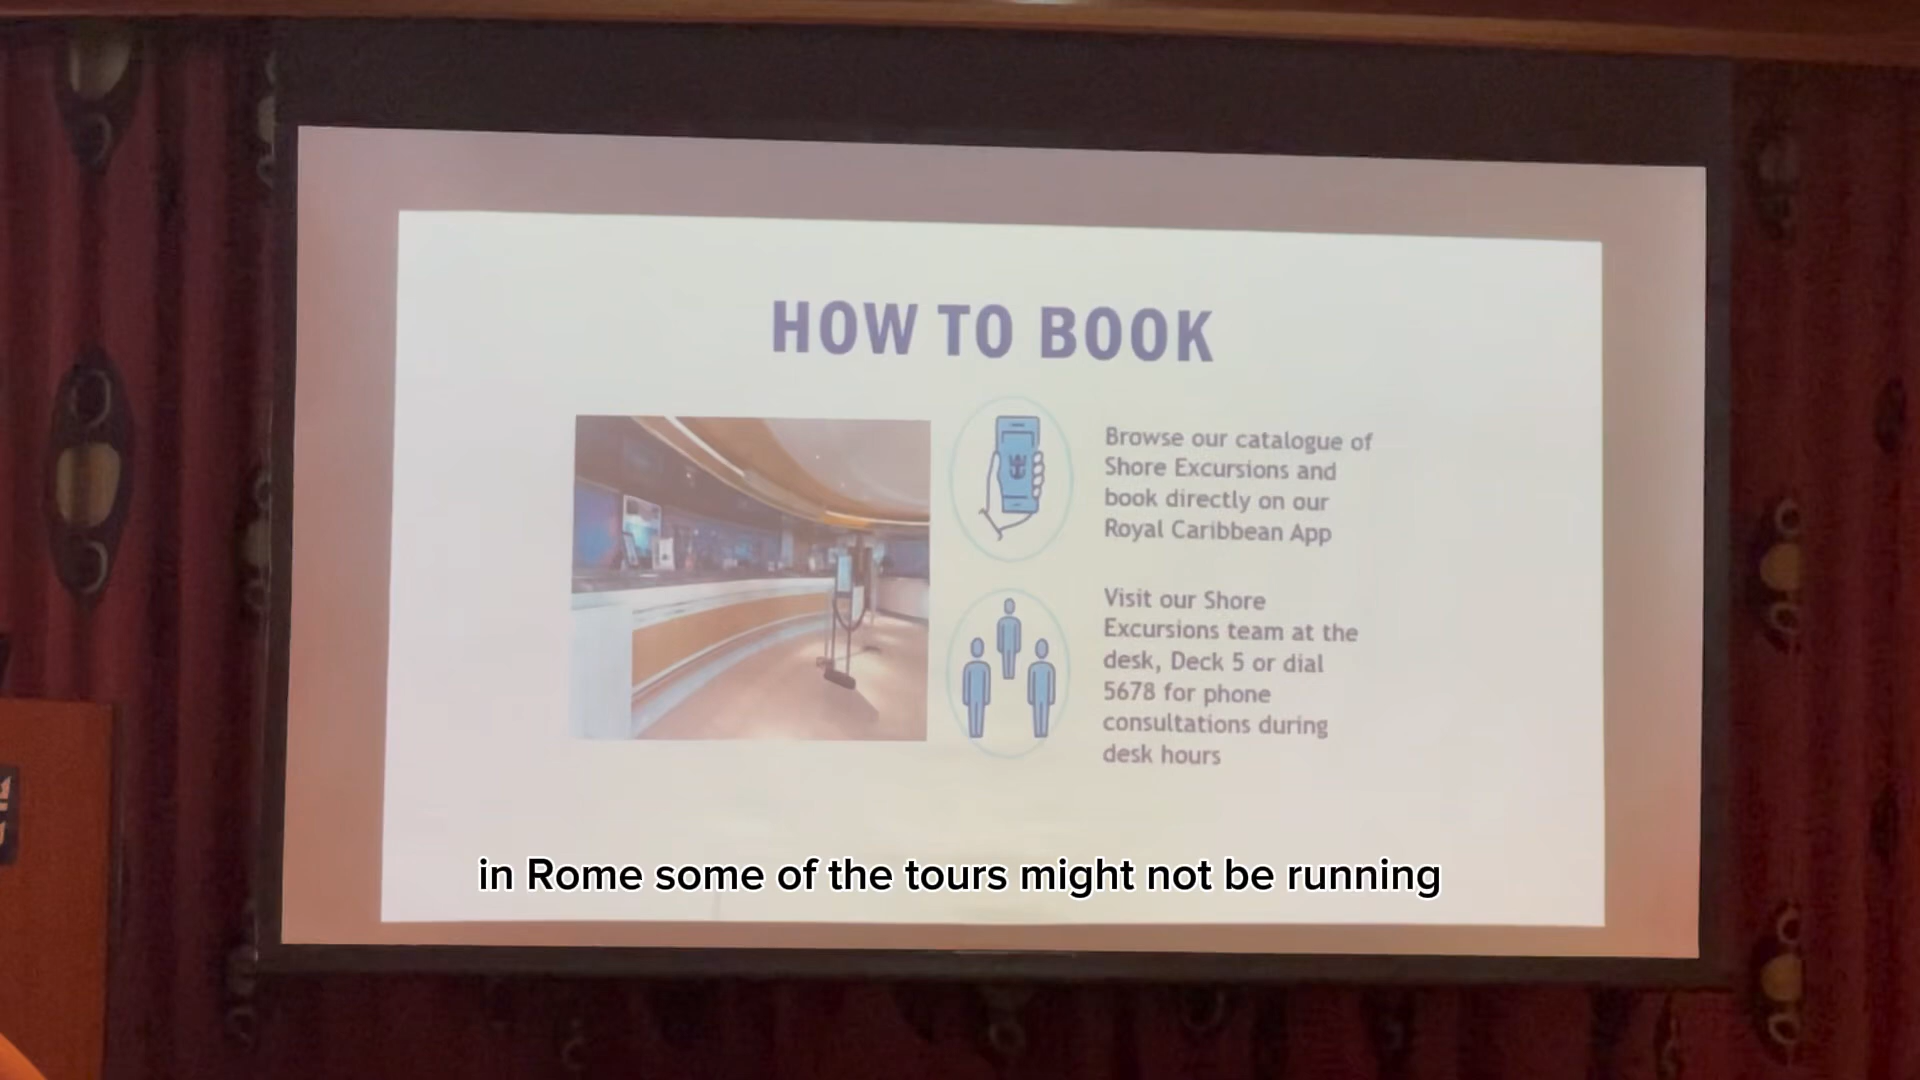 HOW TO BOOK
Browse our catalogue of
Shore Excursions and
book directly on our
Royal Caribbean App
Visit our Shore
Excursions team at the
desk, Deck 5 or dial
5678 for phone
consultations during
desk hours
in Rome some of the tours might not be running